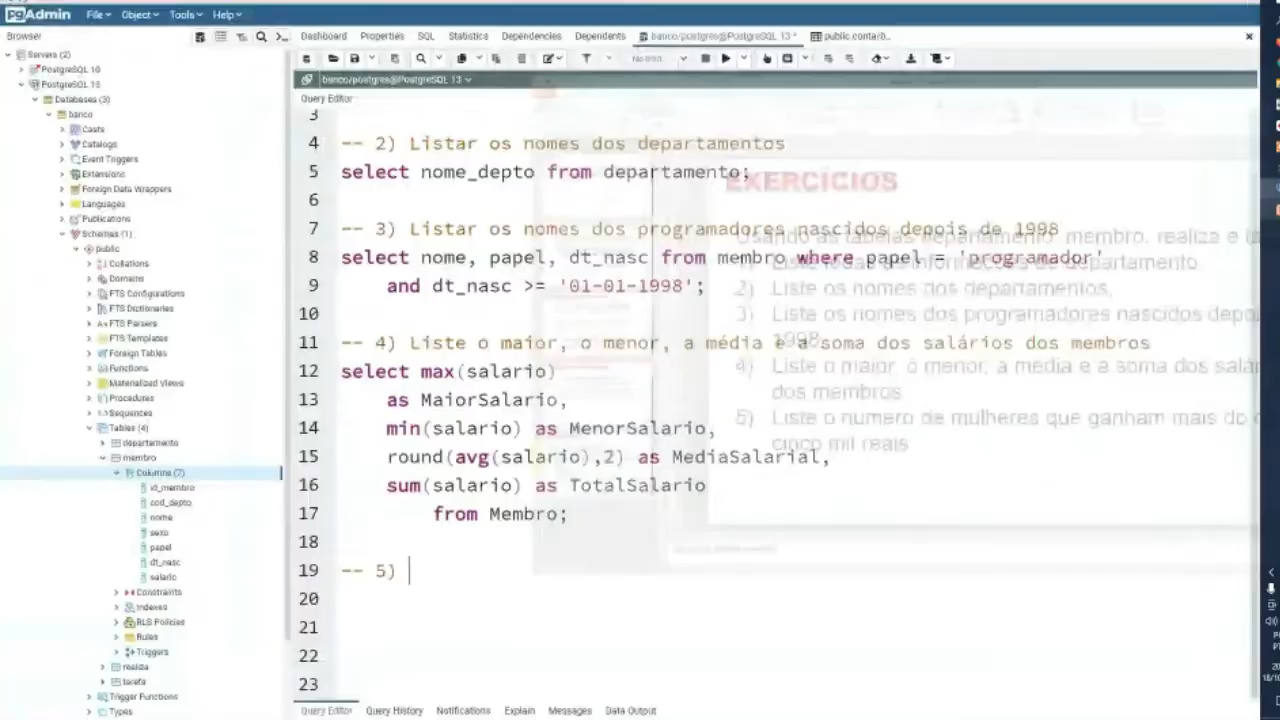 pgAdmin File Object Tools Help
Browser
Dashboard Properties SQL Statistics Dependencies Dependents banco/postgres@PostgreSQL 13 * public.conta/b...
Servers (2)
PostgreSQL 10
PostgreSQL 13
Databases (3)
banco
Casts
Catalogs
Event Triggers
Extensions
Foreign Data Wrappers
Languages
Publications
Schemas (1)
public
Collations
Domains
FTS Configurations
FTS Dictionaries
FTS Parsers
FTS Templates
Foreign Tables
Functions
Materialized Views
Procedures
Sequences
Tables (4)
departamento
membro
Columns (7)
id_membro
cod_depto
nome
sexo
papel
dt_nasc
salario
Constraints
Indexes
RLS Policies
Rules
Triggers
realiza
tarefa
Trigger Functions
Types
banco/postgres@PostgreSQL 13
Query Editor
3
4 -- 2) Listar os nomes dos departamentos
5 select nome_depto from departamento;
6
7 -- 3) Listar os nomes dos programadores nascidos depois de 1998
8 select nome, papel, dt_nasc from membro where papel = 'programador'
9 and dt_nasc >= '01-01-1998';
10
11 -- 4) Liste o maior, o menor, a média e a soma dos salários dos membros
12 select max(salario)
13 as MaiorSalario,
14 min(salario) as MenorSalario,
15 round(avg(salario),2) as MediaSalarial,
16 sum(salario) as TotalSalario
17 from Membro;
18
19 -- 5)
20
21
22
23
EXERCÍCIOS
Usando as tabelas departamento, membro, realiza e
1) Liste todas as informações de departamento
2) Liste os nomes dos departamentos,
3) Liste os nomes dos programadores nascidos depo
1998
4) Liste o maior, o menor, a média e a soma dos salár
dos membros
5) Liste o número de mulheres que ganham mais do
cinco mil reais
Query Editor Query History Notifications Explain Messages Data Output